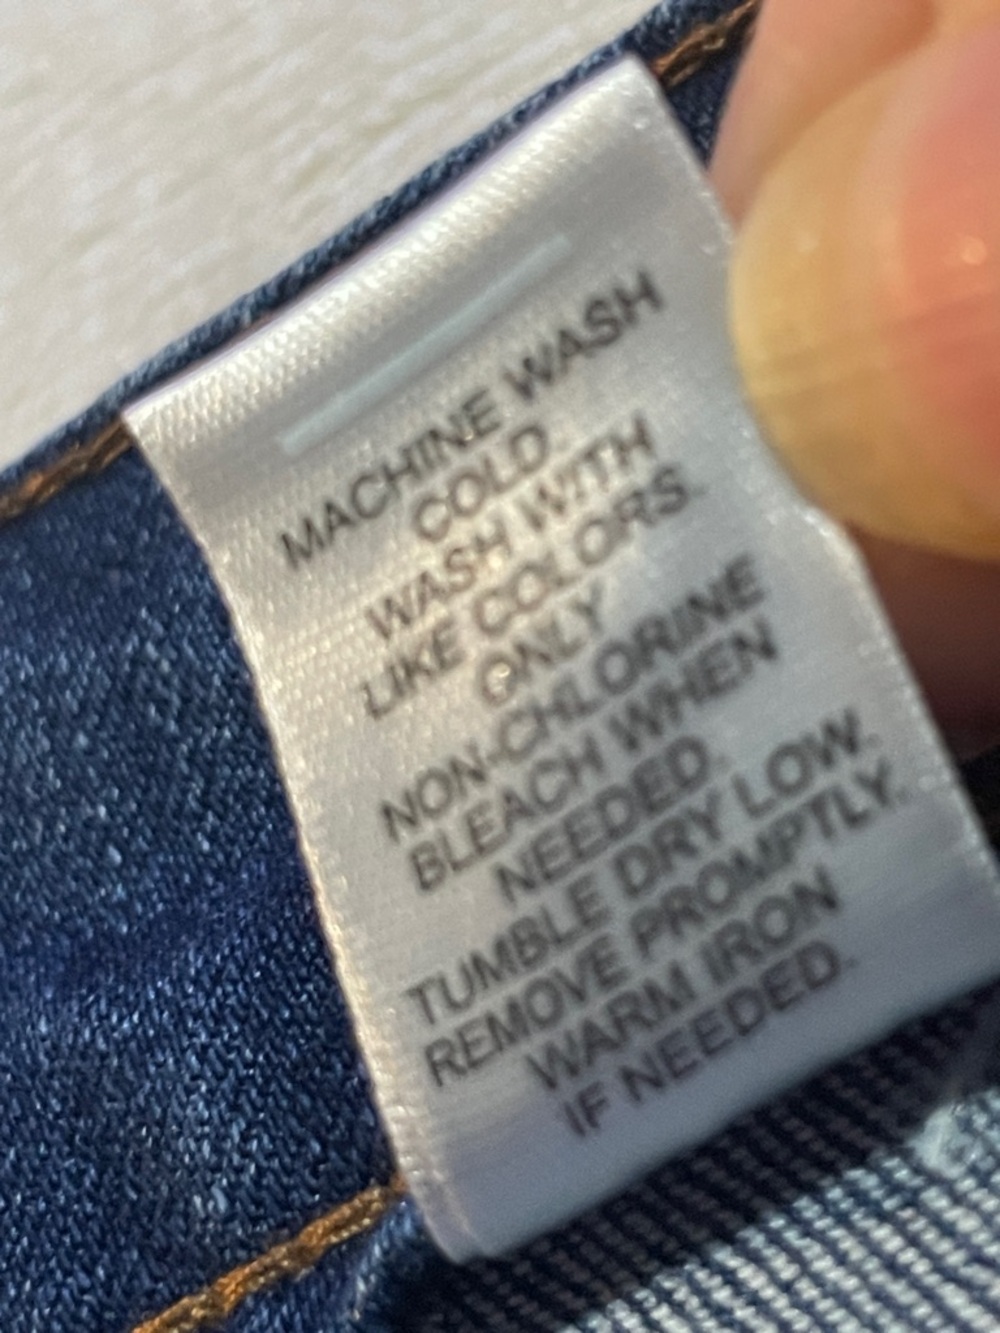 MACHINE WASH
COLD
WASH WITH
LIKE COLORS.
ONLY
NON-CHLORINE
BLEACH WHEN
NEEDED.
TUMBLE DRY LOW.
REMOVE PROMPTLY.
WARM IRON
IF NEEDED.